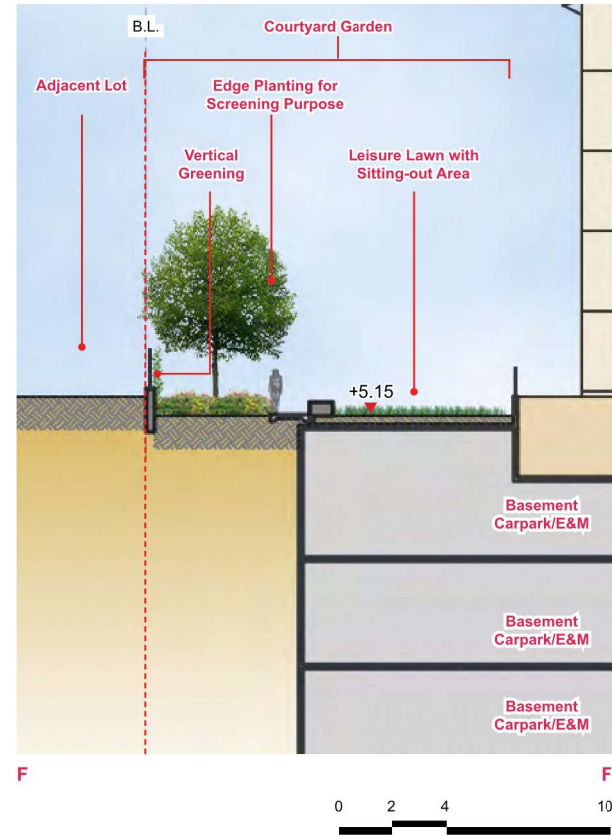 B.L.
Courtyard Garden
Adjacent Lot
Edge Planting for
Screening Purpose
Vertical
Greening
Leisure Lawn with
Sitting-out Area
+5.15
Basement
Carpark/E&M
Basement
Carpark/E&M
Basement
Carpark/E&M
F
F
0 2 4 10